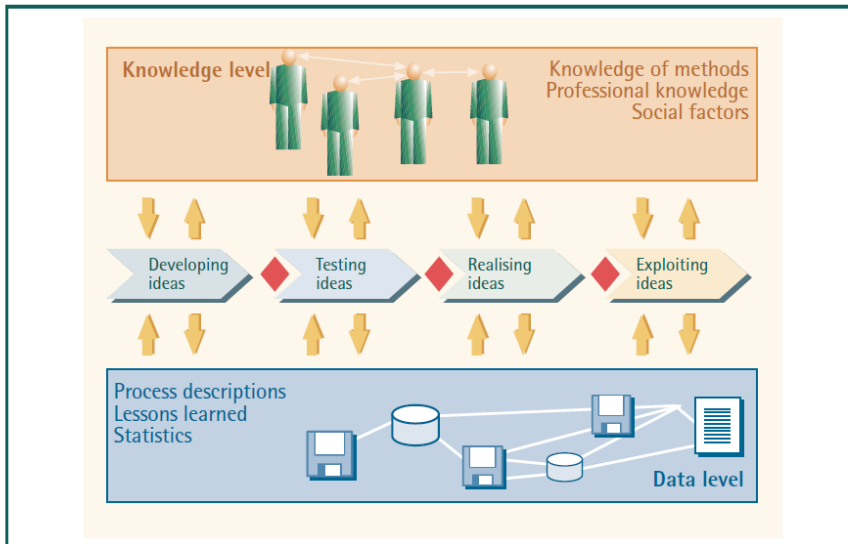 Knowledge level
Knowledge of methods
Professional knowledge
Social factors
Developing
ideas
Testing
ideas
Realising
ideas
Exploiting
ideas
Process descriptions
Lessons learned
Statistics
Data level